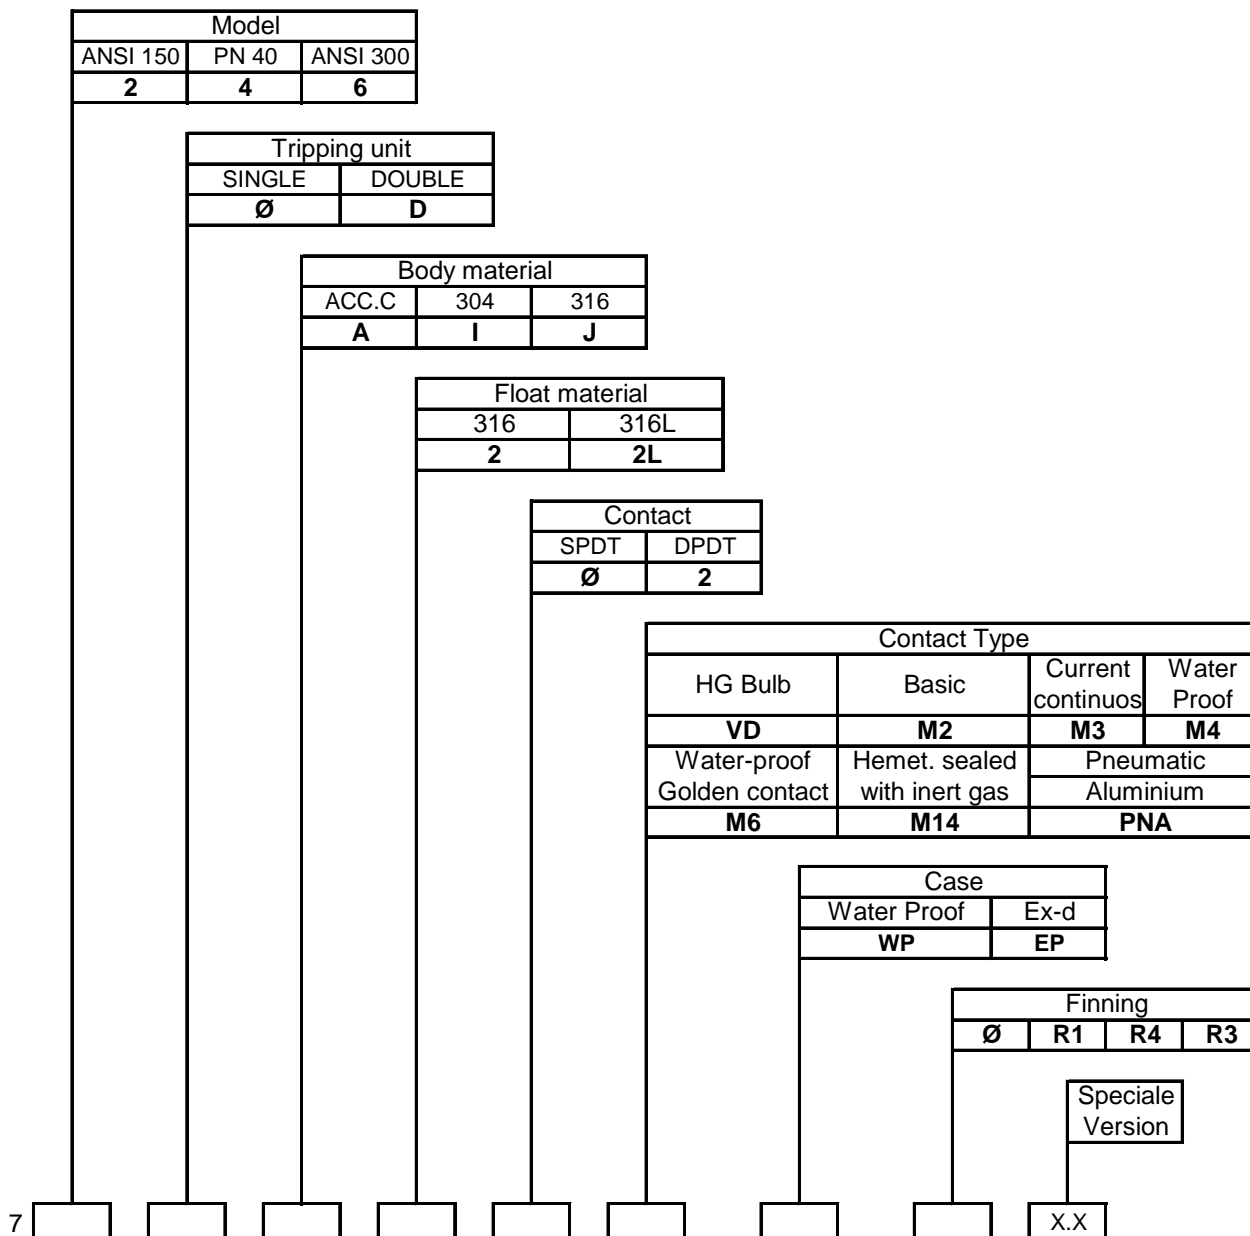 Model
ANSI 150 PN 40 ANSI 300
2 4 6
Tripping unit
SINGLE DOUBLE
Ø D
Body material
ACC.C 304 316
A I J
Float material
316 316L
2 2L
Contact
SPDT DPDT
Ø 2
Contact Type
HG Bulb Basic Current continuos Water Proof
VD M2 M3 M4
Water-proof Golden contact Hemet. sealed with inert gas Pneumatic Aluminium
M6 M14 PNA
Case
Water Proof Ex-d
WP EP
Finning
Ø R1 R4 R3
Speciale
Version
7 X.X